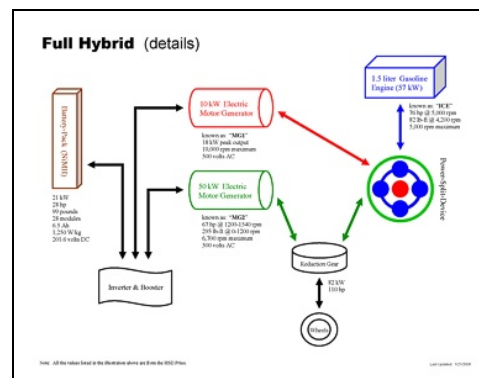 Full Hybrid (details)
1.5 liter Gasoline
Engine (57 kW)
10 kW Electric
Motor/Generator
known as "MG1"
18 kW peak output
10,000 rpm maximum
500 volts AC
known as: "ICE"
76 hp @ 5,000 rpm
82 lb-ft @ 4,200 rpm
5,000 rpm maximum
Battery-Pack (NiMH)
Power-Split-Device
50 kW Electric
Motor/Generator
21 kW
28 hp
99 pounds
28 modules
6.5 Ah
1,250 W/kg
201.6 volts DC
known as: "MG2"
67 hp @ 1200-1540 rpm
295 lb-ft @ 0-1200 rpm
6,700 rpm maximum
500 volts AC
Reduction Gear
Inverter & Booster
82 kW
110 hp
Wheels
Note: All the values listed in the illustration above are from the HSD Prius.
Last Updated: